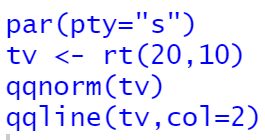 par(pty="s")
tv <- rt(20,10)
qqnorm(tv)
qqline(tv,col=2)